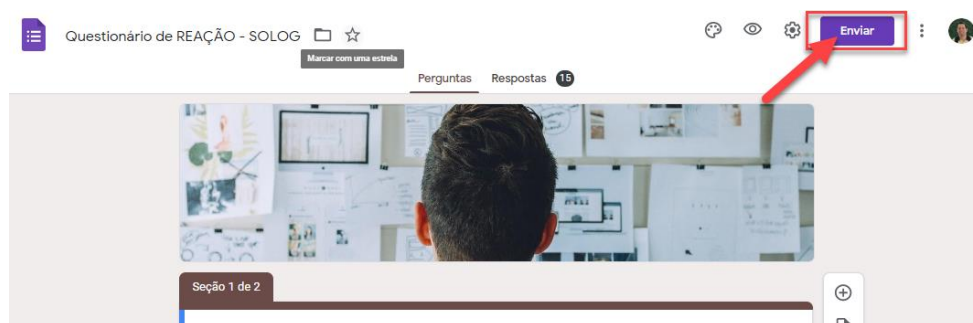 Questionário de REAÇÃO - SOLOG
Enviar
Marcar com uma estrela
Perguntas Respostas 15
Seção 1 de 2